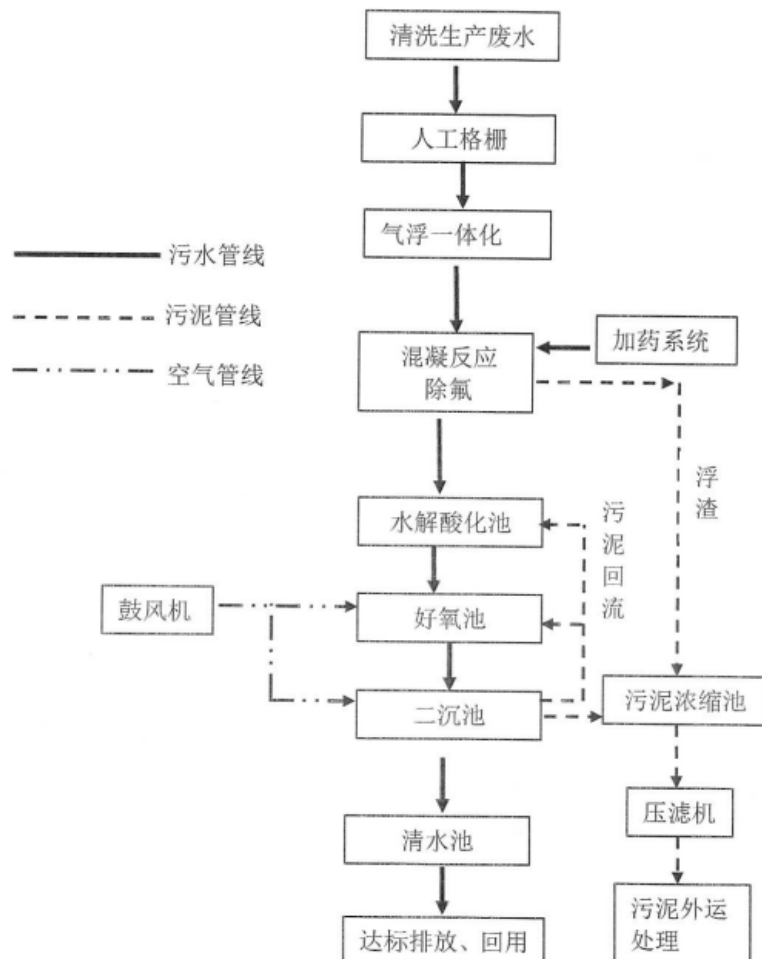 清洗生产废水
人工格栅
气浮一体化
污水管线
污泥管线
空气管线
混凝反应
除氟
加药系统
浮渣
水解酸化池
污泥回流
鼓风机
好氧池
二沉池
污泥浓缩池
清水池
压滤机
达标排放、回用
污泥外运
处理